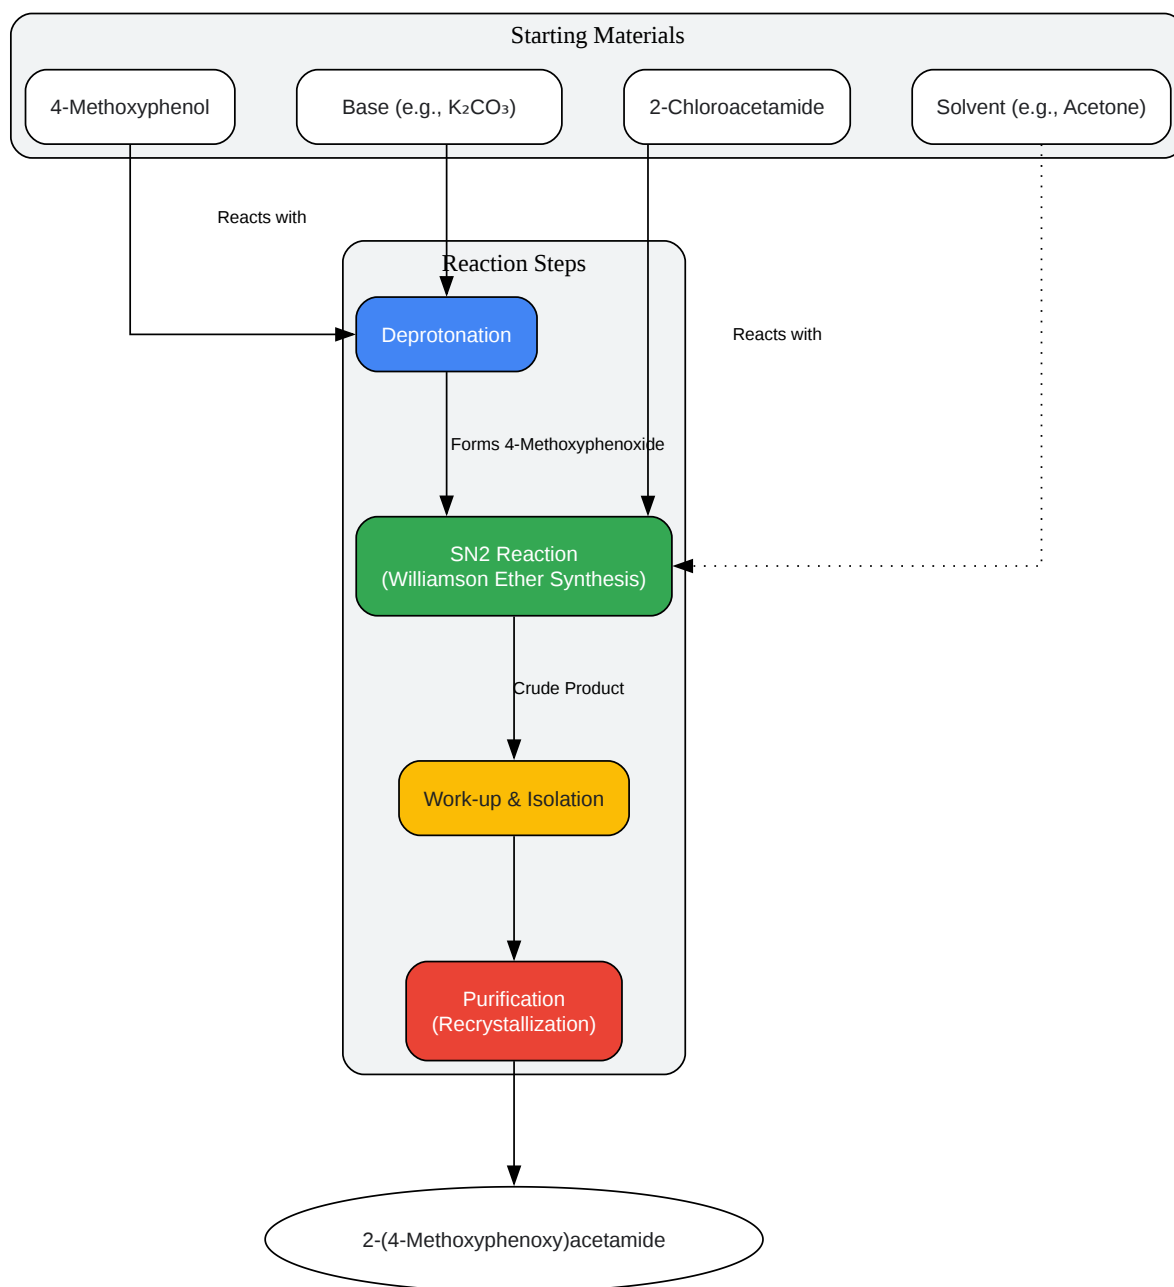 Starting Materials
4-Methoxyphenol
Base (e.g., K₂CO₃)
2-Chloroacetamide
Solvent (e.g., Acetone)
Reacts with
Reaction Steps
Deprotonation
Reacts with
Forms 4-Methoxyphenoxide
SN2 Reaction
(Williamson Ether Synthesis)
Crude Product
Work-up & Isolation
Purification
(Recrystallization)
2-(4-Methoxyphenoxy)acetamide